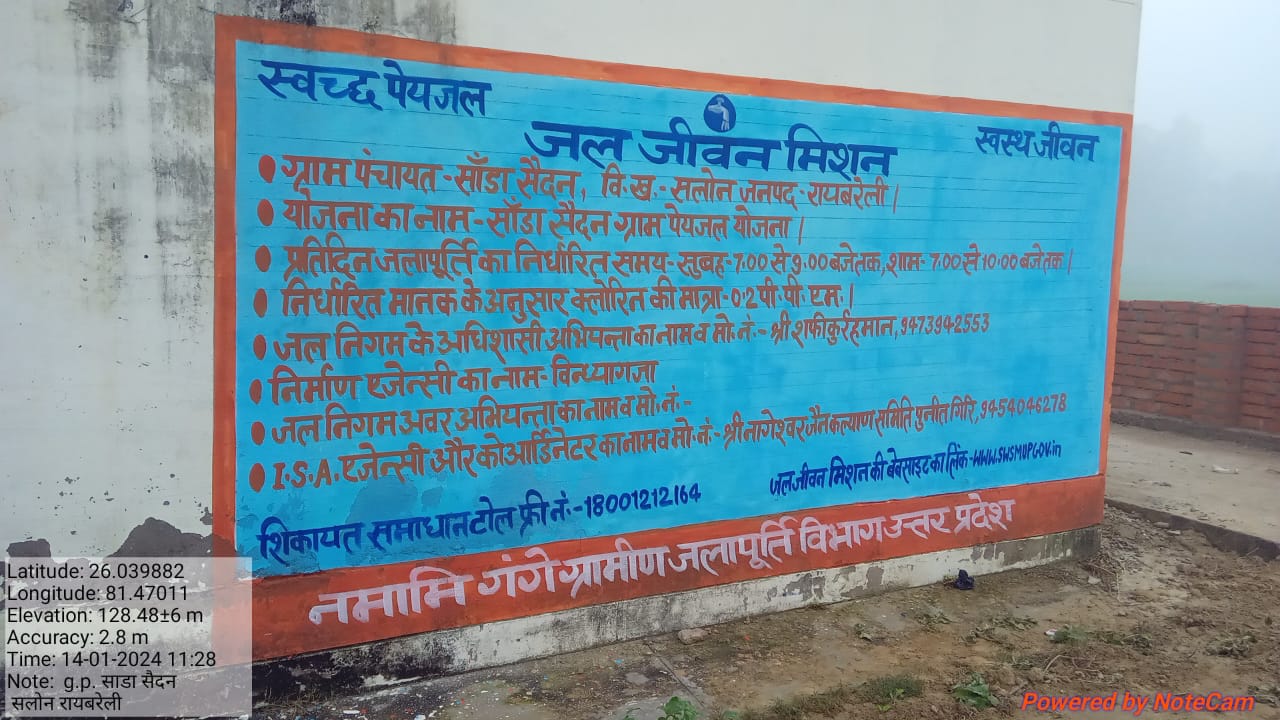 स्वच्छ पेयजल
जल जीवन मिशन
स्वस्थ जीवन
ग्राम पंचायत - साँडा सैदन, वि.ख.- सलोन जनपद - रायबरेली।
योजना का नाम - साँडा सैदन ग्राम पेयजल योजना।
प्रतिदिन जलापूर्ति का निर्धारित समय - सुबह - 7.00 से 9.00 बजे तक, शाम - 7.00 से 10.00 बजे तक।
निर्धारित मानक के अनुसार क्लोरिन की मात्रा - 0.2 पी. पी. एम.।
जल निगम के अधिशासी अभियन्ता का नाम व मो. नं:- श्री शफीकुर्रहमान, 9473942553
निर्माण एजेन्सी का नाम - विन्ध्यागजा
जल निगम अवर अभियन्ता का नाम व मो. नं.-
I.S.A. एजेन्सी और कोआर्डिनेटर का नाम व मो. नं:- श्री नागेश्वर जैन कल्याण समिति पुनीत गिरि, 9454046278
जल जीवन मिशन की बेबसाइट का लिंक - WWW.SWSMUP.GOV.in
शिकायत समाधान टोल फ्री नं:- 18001212164
नमामि गंगे ग्रामीण जलापूर्ति विभाग उत्तर प्रदेश
Latitude: 26.039882
Longitude: 81.47011
Elevation: 128.48±6 m
Accuracy: 2.8 m
Time: 14-01-2024 11:28
Note: g.p. साडा सैदन
सलोन रायबरेली
Powered by NoteCam